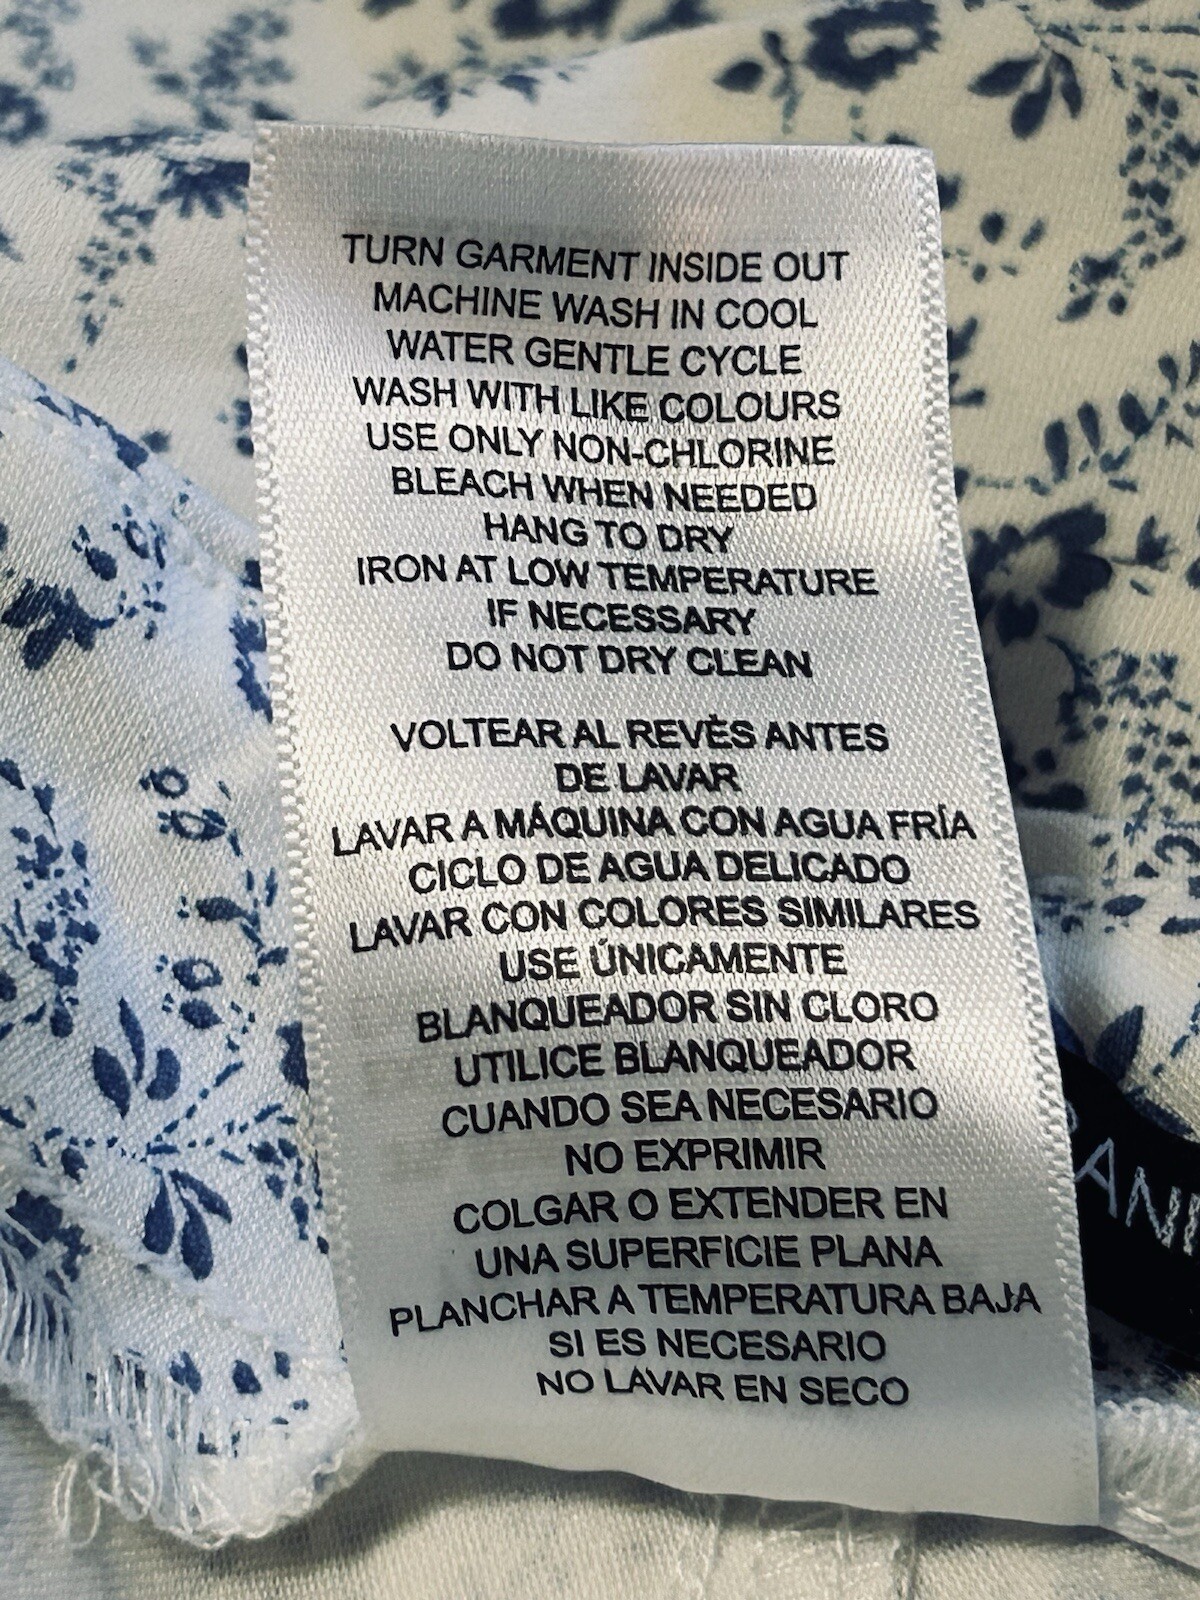 TURN GARMENT INSIDE OUT
MACHINE WASH IN COOL
WATER GENTLE CYCLE
WASH WITH LIKE COLOURS
USE ONLY NON-CHLORINE
BLEACH WHEN NEEDED
HANG TO DRY
IRON AT LOW TEMPERATURE
IF NECESSARY
DO NOT DRY CLEAN
VOLTEAR AL REVÉS ANTES
DE LAVAR
LAVAR A MÁQUINA CON AGUA FRÍA
CICLO DE AGUA DELICADO
LAVAR CON COLORES SIMILARES
USE ÚNICAMENTE
BLANQUEADOR SIN CLORO
UTILICE BLANQUEADOR
CUANDO SEA NECESARIO
NO EXPRIMIR
COLGAR O EXTENDER EN
UNA SUPERFICIE PLANA
PLANCHAR A TEMPERATURA BAJA
SI ES NECESARIO
NO LAVAR EN SECO